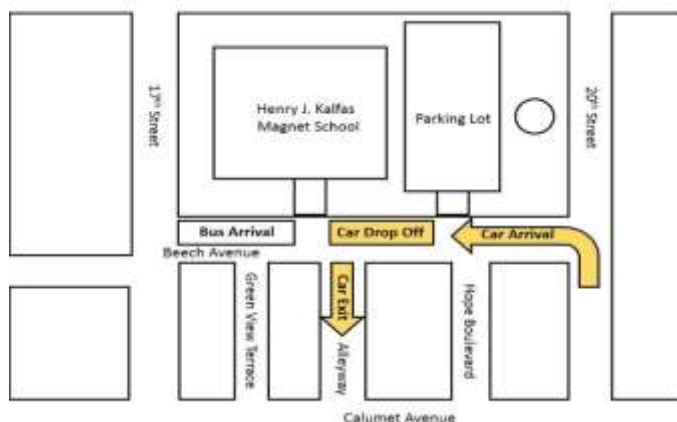 17th Street
Henry J. Kalfas
Magnet School
Parking Lot
20th Street
Bus Arrival
Car Drop Off
Car Arrival
Beech Avenue
Green View Terrace
Car Exit
Alleyway
Hope Boulevard
Calumet Avenue